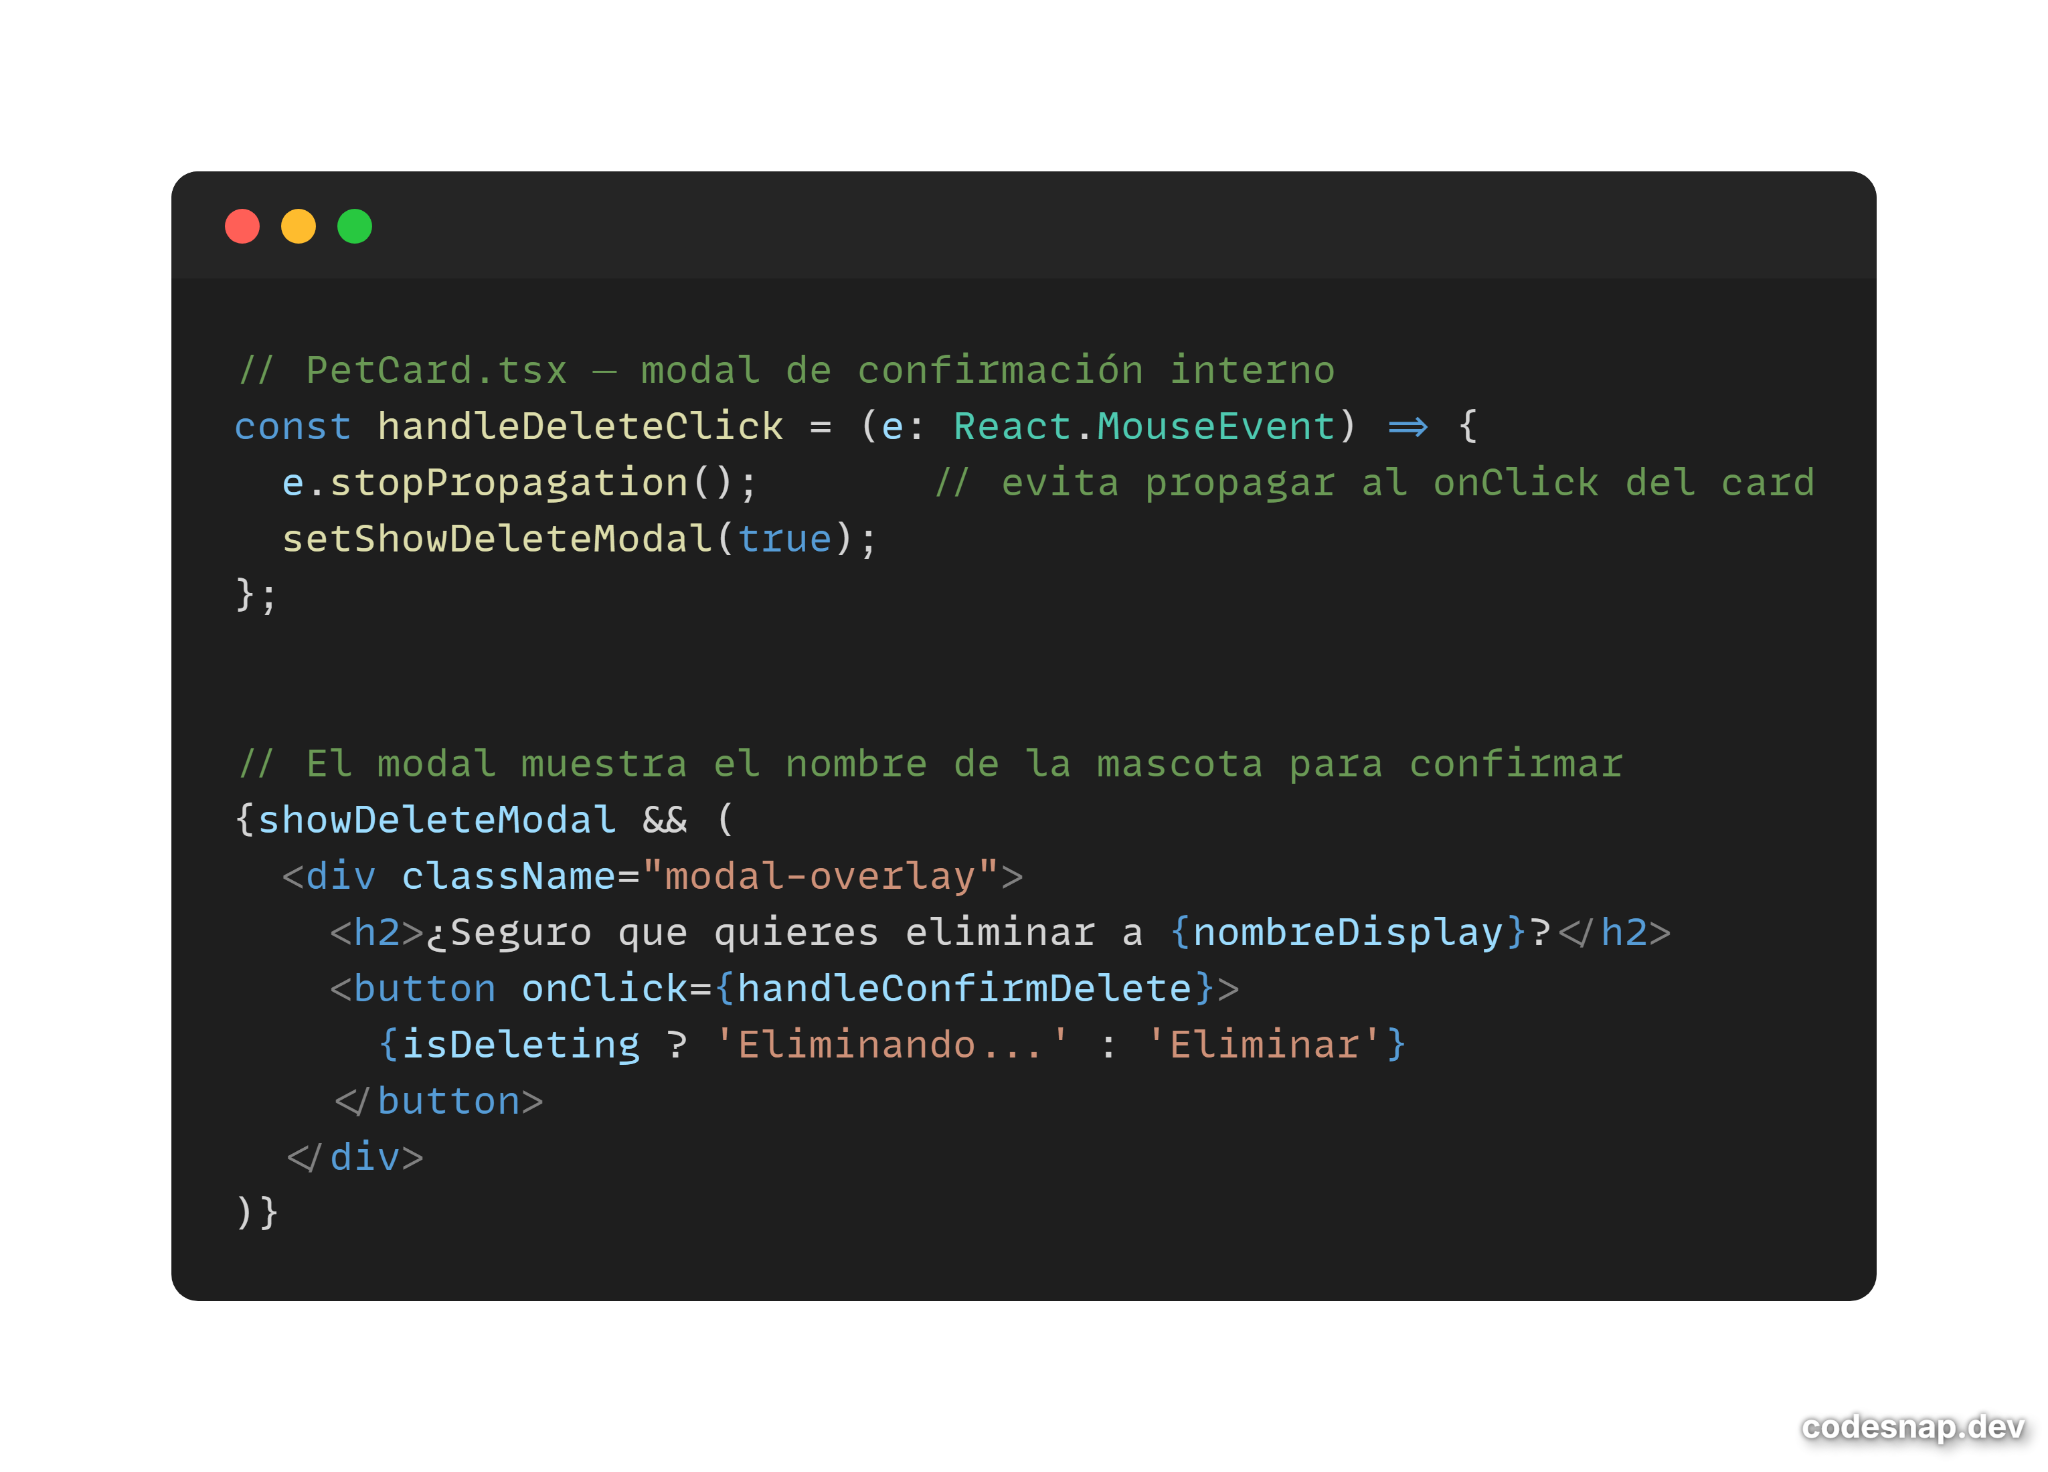 // PetCard.tsx — modal de confirmación interno
const handleDeleteClick = (e: React.MouseEvent) => {
  e.stopPropagation();       // evita propagar al onClick del card
  setShowDeleteModal(true);
};
// El modal muestra el nombre de la mascota para confirmar
{showDeleteModal && (
  <div className="modal-overlay">
    <h2>¿Seguro que quieres eliminar a {nombreDisplay}?</h2>
    <button onClick={handleConfirmDelete}>
      {isDeleting ? 'Eliminando...' : 'Eliminar'}
    </button>
  </div>
)}
codesnap.dev